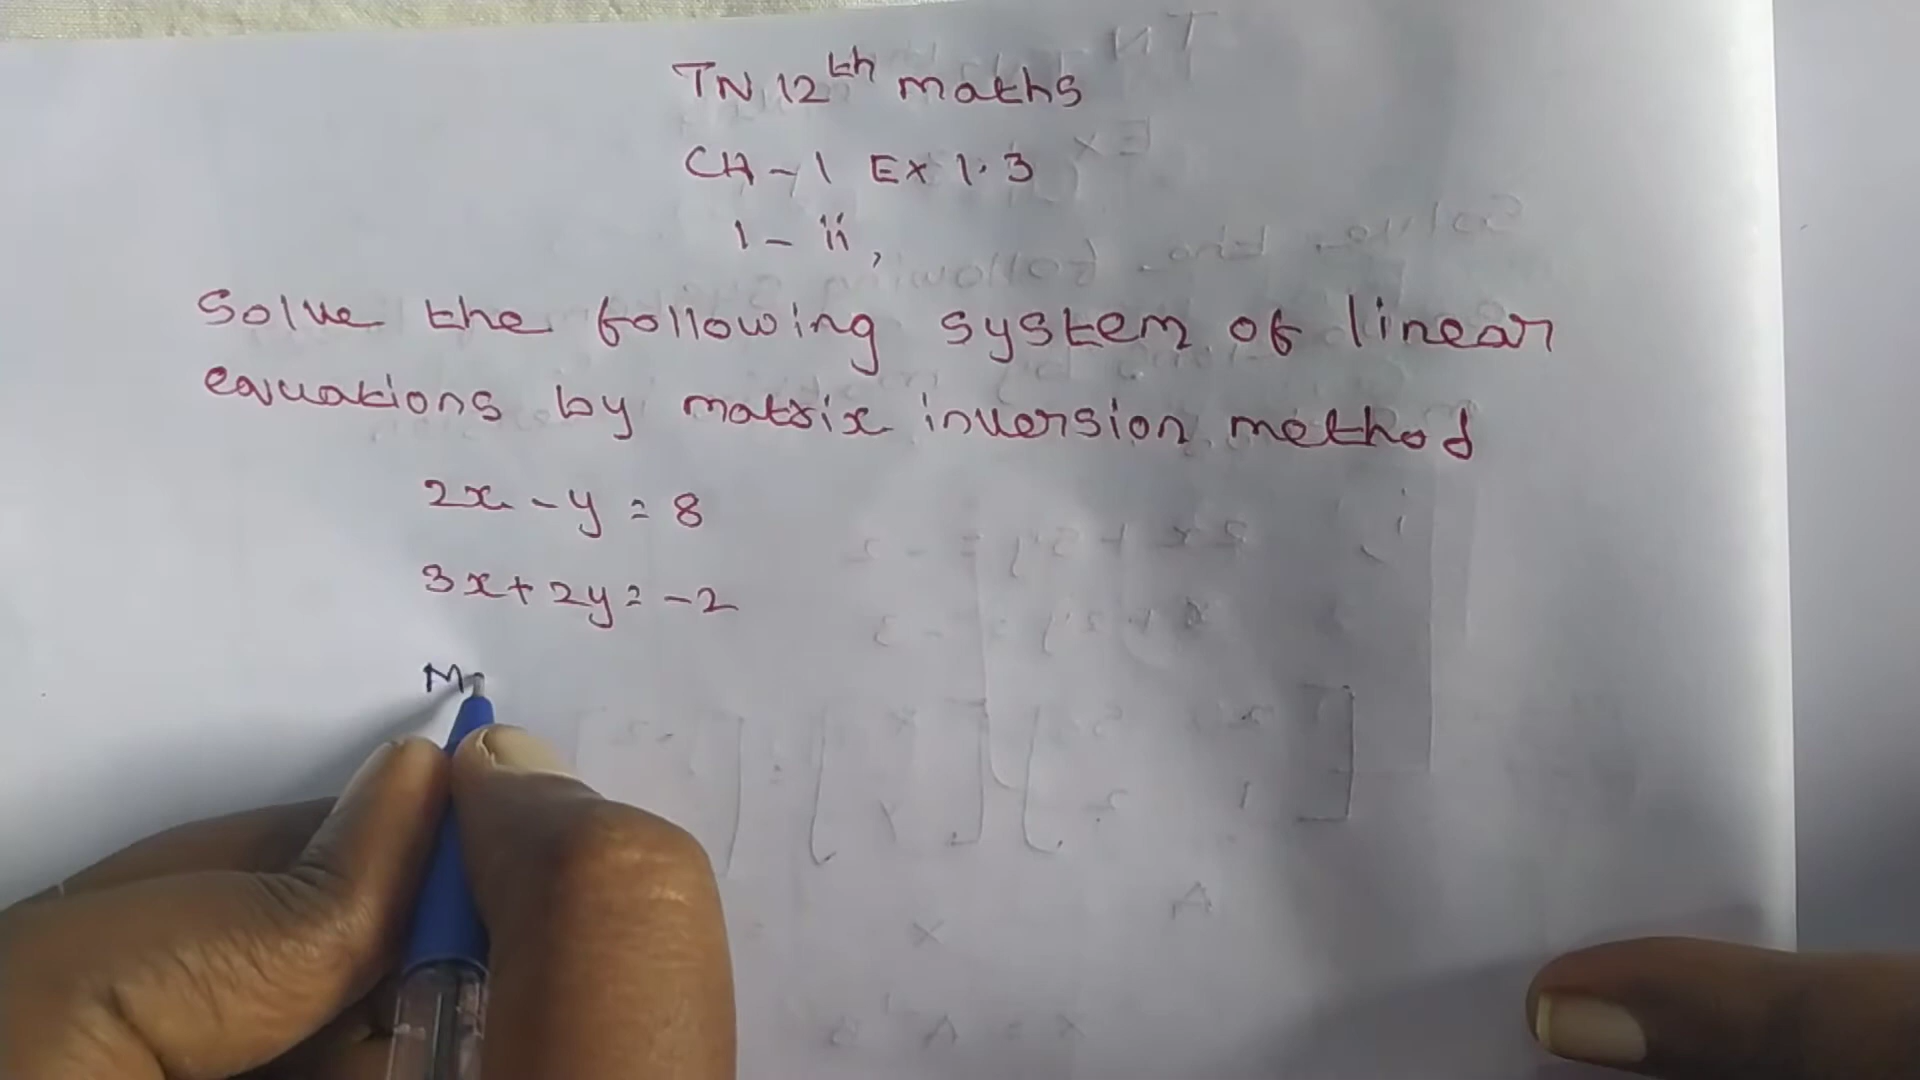 TN 12th maths
CH-1 Ex 1.3
1 - ii,
Solve the following system of linear
equations by matrix inversion method
2x - y = 8
3x + 2y = -2